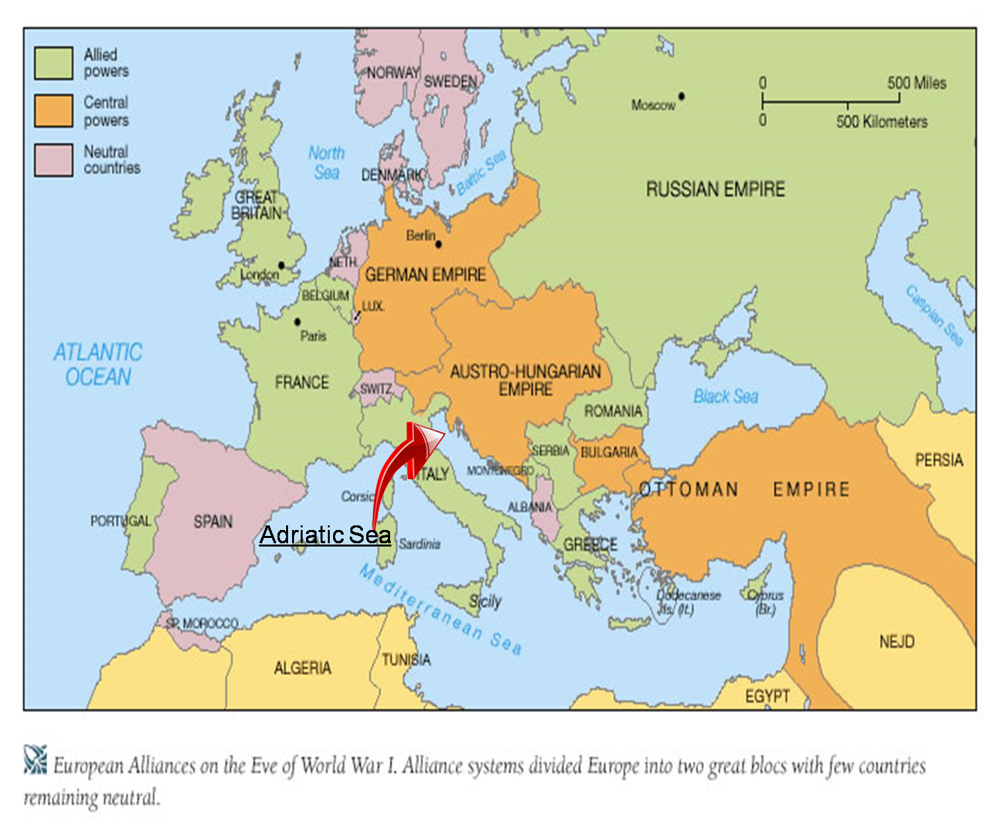 Allied
powers
Central
powers
Neutral
countries
NORWAY
SWEDEN
Moscow
0
500 Miles
0
500 Kilometers
North
Sea
Baltic Sea
DENMARK
RUSSIAN EMPIRE
GREAT
BRITAIN
Berlin
NETH.
London
GERMAN EMPIRE
BELGIUM
LUX.
Caspian Sea
Paris
ATLANTIC
OCEAN
FRANCE
AUSTRO-HUNGARIAN
EMPIRE
SWITZ.
Black Sea
ROMANIA
SERBIA
BULGARIA
PERSIA
MONTENEGRO
ITALY
OTTOMAN EMPIRE
Corsic
ALBANIA
PORTUGAL
SPAIN
Adriatic Sea
Sardinia
GREECE
Mediterranean Sea
Sicily
Dodecanese
Is. (It.)
Cyprus
(Br.)
SP. MOROCCO
NEJD
ALGERIA
TUNISIA
EGYPT
European Alliances on the Eve of World War I. Alliance systems divided Europe into two great blocs with few countries
remaining neutral.